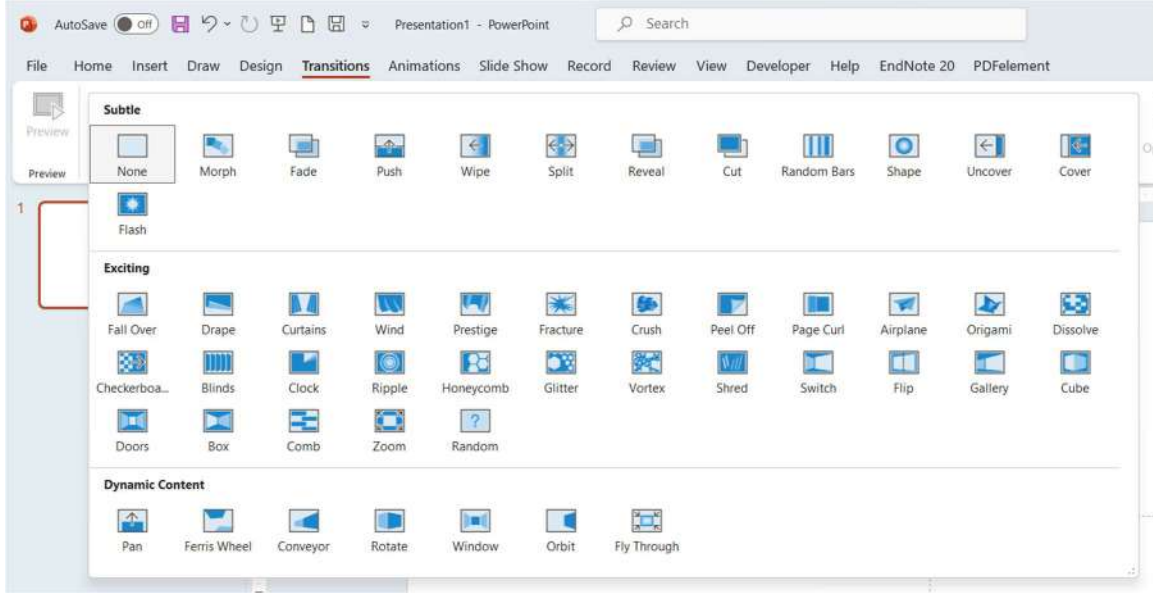 AutoSave Off Presentation1 - PowerPoint Search
File Home Insert Draw Design Transitions Animations Slide Show Record Review View Developer Help EndNote 20 PDFelement
Preview
Preview
Subtle
None Morph Fade Push Wipe Split Reveal Cut Random Bars Shape Uncover Cover
Flash
1
Exciting
Fall Over Drape Curtains Wind Prestige Fracture Crush Peel Off Page Curl Airplane Origami Dissolve
Checkerboa... Blinds Clock Ripple Honeycomb Glitter Vortex Shred Switch Flip Gallery Cube
Doors Box Comb Zoom Random
Dynamic Content
Pan Ferris Wheel Conveyor Rotate Window Orbit Fly Through